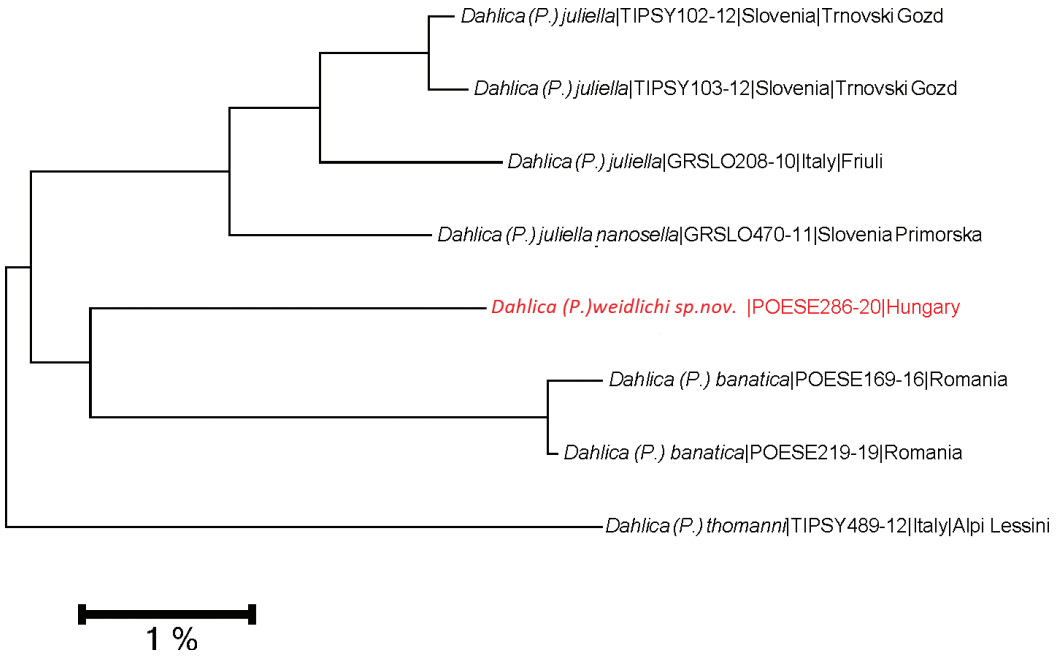 Dahlica (P.) juliella|TIPSY102-12|Slovenia|Trnovski Gozd
Dahlica (P.) juliella|TIPSY103-12|Slovenia|Trnovski Gozd
Dahlica (P.) juliella|GRSLO208-10|Italy|Friuli
Dahlica (P.) juliella nanosella|GRSLO470-11|Slovenia Primorska
Dahlica (P.)weidlichi sp.nov. |POESE286-20|Hungary
Dahlica (P.) banatica|POESE169-16|Romania
Dahlica (P.) banatica|POESE219-19|Romania
Dahlica (P.) thomanni|TIPSY489-12|Italy|Alpi Lessini
1 %